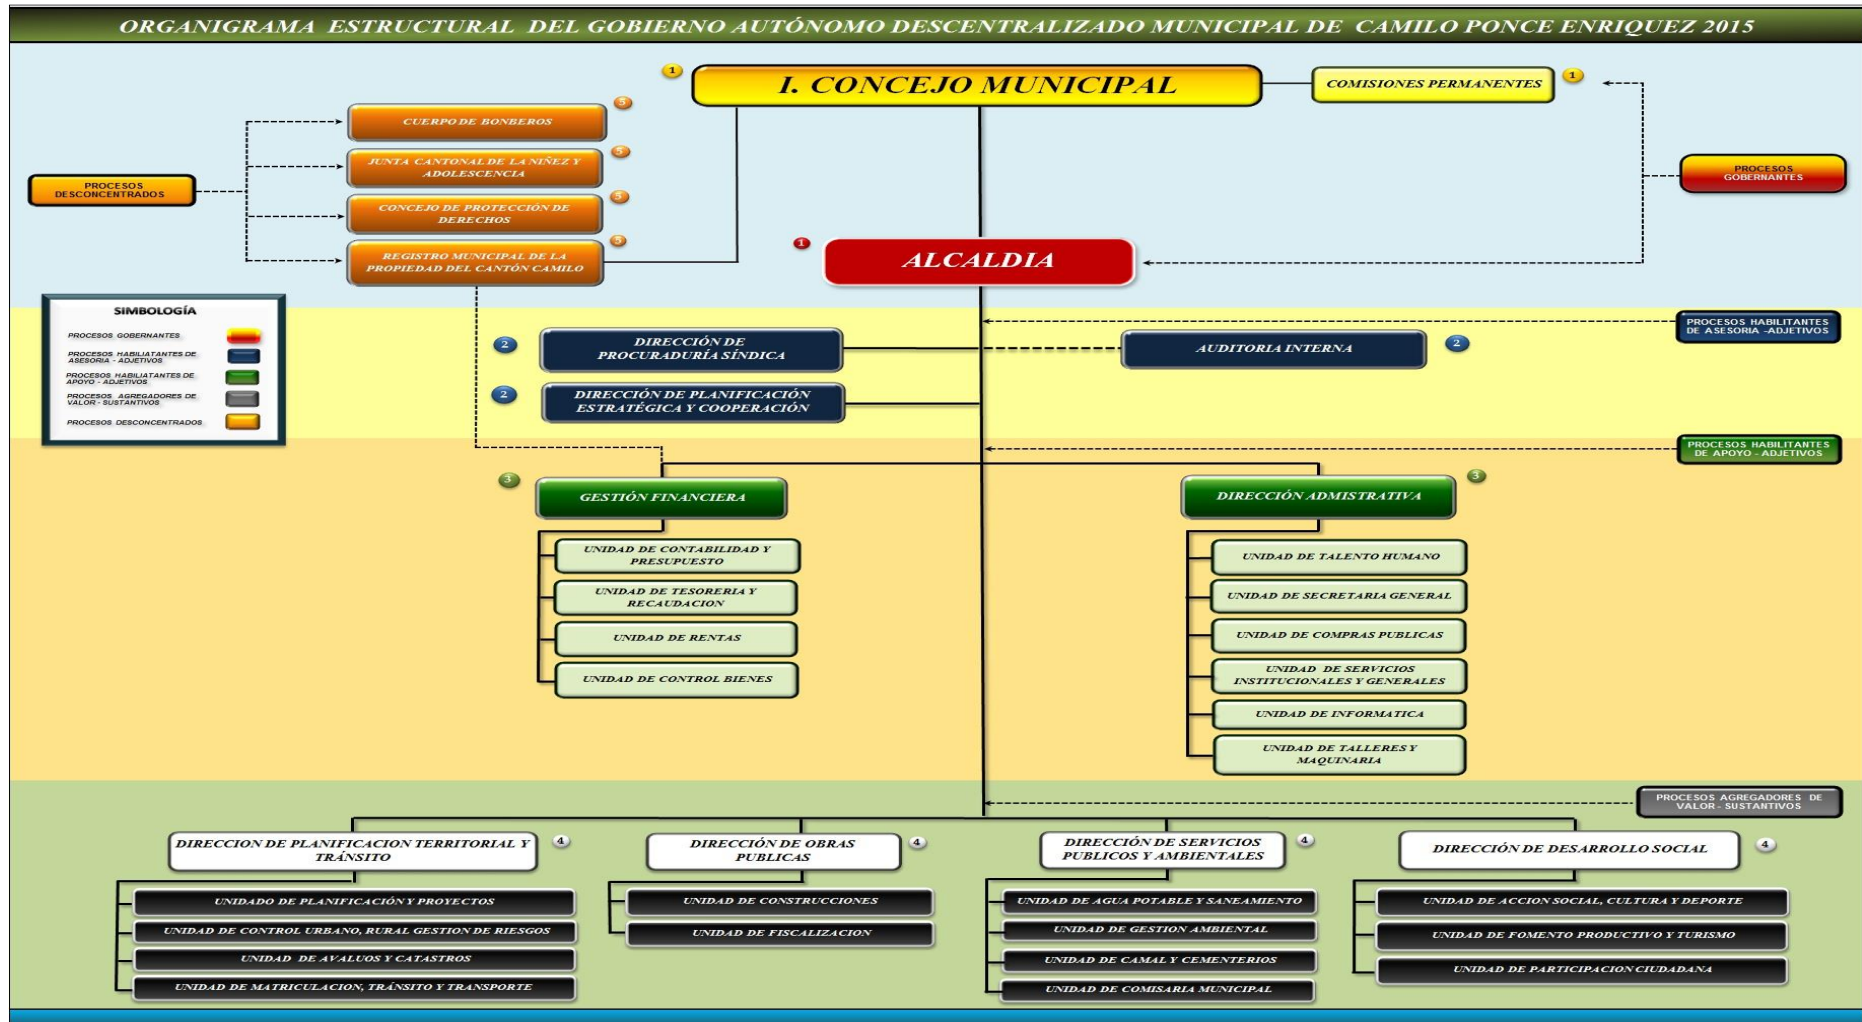 ORGANIGRAMA ESTRUCTURAL DEL GOBIERNO AUTÓNOMO DESCENTRALIZADO MUNICIPAL DE CAMILO PONCE ENRIQUEZ 2015
1
I. CONCEJO MUNICIPAL
COMISIONES PERMANENTES
1
5
CUERPO DE BONBEROS
5
JUNTA CANTONAL DE LA NIÑEZ Y
ADOLESCENCIA
PROCESOS
DESCONCENTRADOS
5
CONCEJO DE PROTECCIÓN DE
DERECHOS
5
REGISTRO MUNICIPAL DE LA
PROPIEDAD DEL CANTÓN CAMILO
PROCESOS
GOBERNANTES
1
ALCALDIA
SIMBOLOGÍA
PROCESOS GOBERNANTES
PROCESOS HABILIATANTES DE
ASESORIA - ADJETIVOS
PROCESOS HABILIATANTES DE
APOYO - ADJETIVOS
PROCESOS AGREGADORES DE
VALOR - SUSTANTIVOS
PROCESOS DESCONCENTRADOS
PROCESOS HABILITANTES
DE ASESORIA -ADJETIVOS
2
DIRECCIÓN DE
PROCURADURÍA SÍNDICA
AUDITORIA INTERNA
2
2
DIRECCIÓN DE PLANIFICACIÓN
ESTRATÉGICA Y COOPERACIÓN
PROCESOS HABILITANTES
DE APOYO - ADJETIVOS
3
GESTIÓN FINANCIERA
UNIDAD DE CONTABILIDAD Y
PRESUPUESTO
UNIDAD DE TESORERIA Y
RECAUDACION
UNIDAD DE RENTAS
UNIDAD DE CONTROL BIENES
3
DIRECCIÓN ADMISTRATIVA
UNIDAD DE TALENTO HUMANO
UNIDAD DE SECRETARIA GENERAL
UNIDAD DE COMPRAS PUBLICAS
UNIDAD DE SERVICIOS
INSTITUCIONALES Y GENERALES
UNIDAD DE INFORMATICA
UNIDAD DE TALLERES Y
MAQUINARIA
PROCESOS AGREGADORES DE
VALOR - SUSTANTIVOS
DIRECCION DE PLANIFICACION TERRITORIAL Y
TRÁNSITO
4
UNIDADO DE PLANIFICACIÓN Y PROYECTOS
UNIDAD DE CONTROL URBANO, RURAL GESTION DE RIESGOS
UNIDAD DE AVALUOS Y CATASTROS
UNIDAD DE MATRICULACION, TRÁNSITO Y TRANSPORTE
DIRECCIÓN DE OBRAS
PUBLICAS
4
UNIDAD DE CONSTRUCCIONES
UNIDAD DE FISCALIZACION
DIRECCIÓN DE SERVICIOS
PUBLICOS Y AMBIENTALES
4
UNIDAD DE AGUA POTABLE Y SANEAMIENTO
UNIDAD DE GESTION AMBIENTAL
UNIDAD DE CAMAL Y CEMENTERIOS
UNIDAD DE COMISARIA MUNICIPAL
DIRECCIÓN DE DESARROLLO SOCIAL
4
UNIDAD DE ACCION SOCIAL, CULTURA Y DEPORTE
UNIDAD DE FOMENTO PRODUCTIVO Y TURISMO
UNIDAD DE PARTICIPACION CIUDADANA